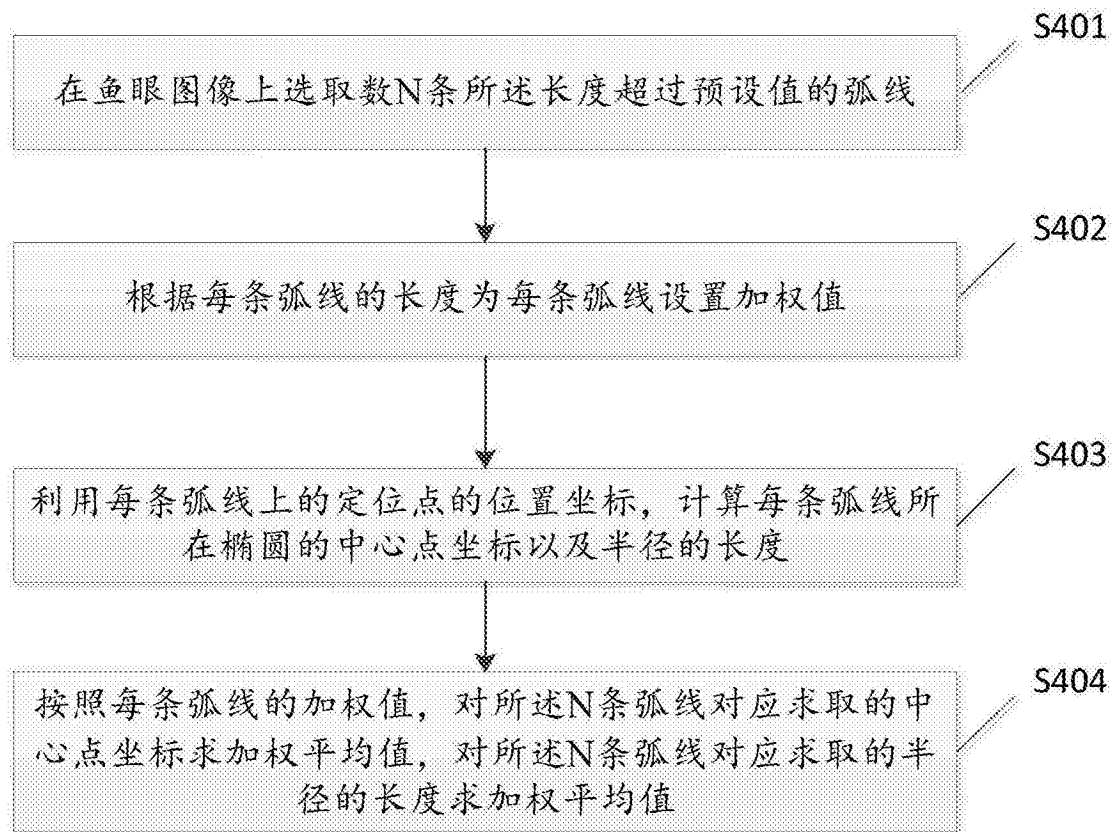 S401
在鱼眼图像上选取数N条所述长度超过预设值的弧线
S402
根据每条弧线的长度为每条弧线设置加权值
S403
利用每条弧线上的定位点的位置坐标，计算每条弧线所
在椭圆的中心点坐标以及半径的长度
S404
按照每条弧线的加权值，对所述N条弧线对应求取的中
心点坐标求加权平均值，对所述N条弧线对应求取的半
径的长度求加权平均值